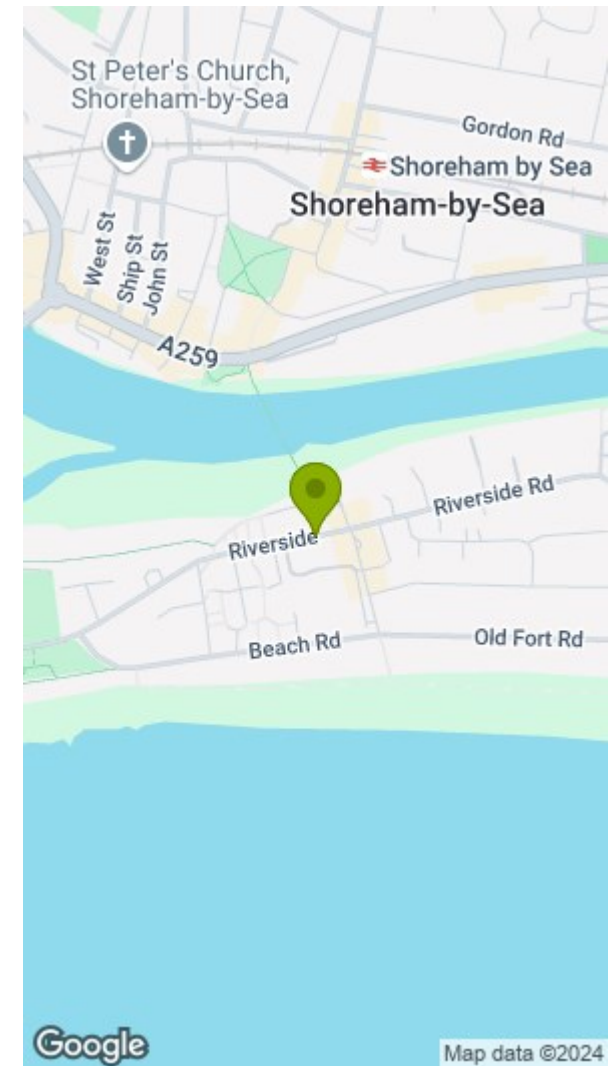 St Peter's Church,
Shoreham-by-Sea
Gordon Rd
Shoreham by Sea
Shoreham-by-Sea
West St
Ship St
John St
A259
Riverside Rd
Riverside
Beach Rd
Old Fort Rd
Google
Map data ©2024